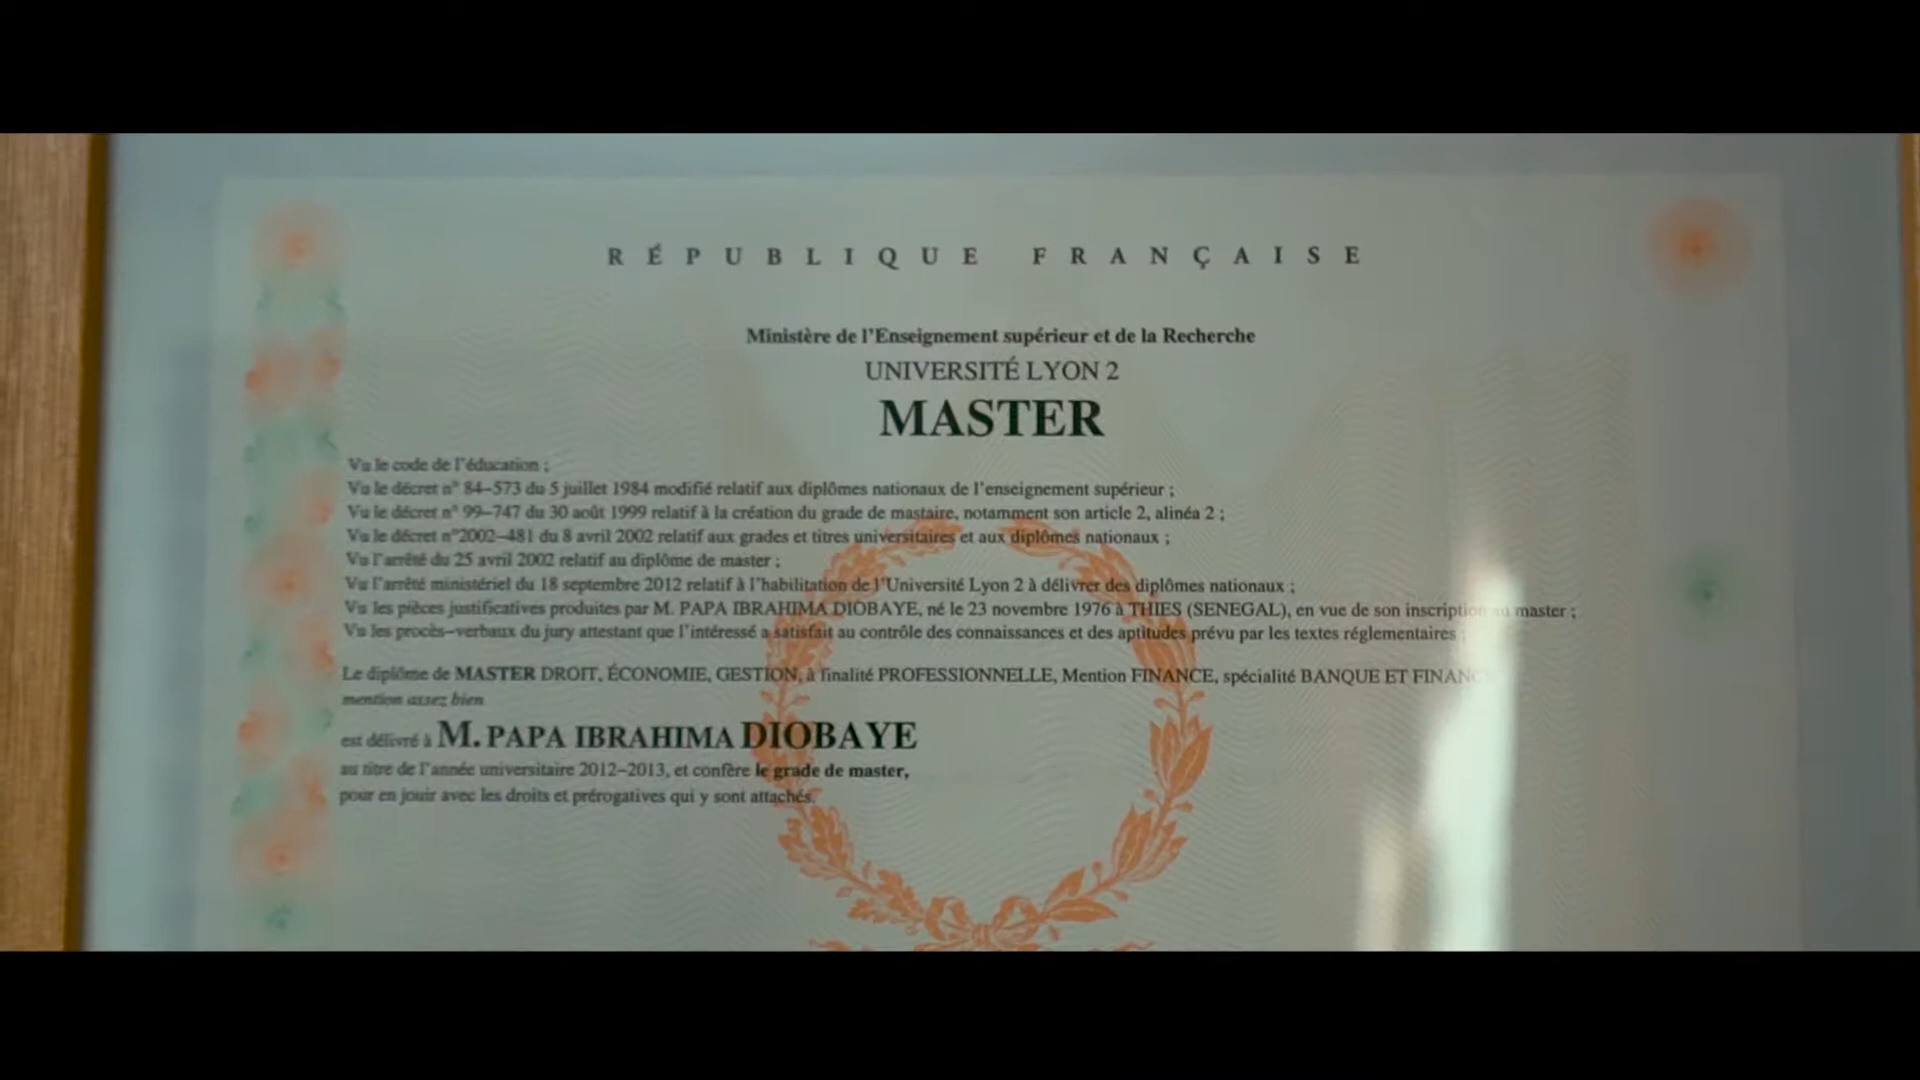 RÉPUBLIQUE FRANÇAISE
Ministère de l'Enseignement supérieur et de la Recherche
UNIVERSITÉ LYON 2
MASTER
Vu le code de l'éducation ;
Vu le décret n° 84–573 du 5 juillet 1984 modifié relatif aux diplômes nationaux de l'enseignement supérieur ;
Vu le décret n° 99–747 du 30 août 1999 relatif à la création du grade de mastaire, notamment son article 2, alinéa 2 ;
Vu le décret n°2002–481 du 8 avril 2002 relatif aux grades et titres universitaires et aux diplômes nationaux ;
Vu l'arrêté du 25 avril 2002 relatif au diplôme de master ;
Vu l'arrêté ministériel du 18 septembre 2012 relatif à l'habilitation de l'Université Lyon 2 à délivrer des diplômes nationaux ;
Vu les pièces justificatives produites par M. PAPA IBRAHIMA DIOBAYE, né le 23 novembre 1976 à THIES (SENEGAL), en vue de son inscription au master ;
Vu les procès–verbaux du jury attestant que l'intéressé a satisfait au contrôle des connaissances et des aptitudes prévu par les textes réglementaires ;
Le diplôme de MASTER DROIT, ÉCONOMIE, GESTION, à finalité PROFESSIONNELLE, Mention FINANCE, spécialité BANQUE ET
mention assez bien
est délivré à M. PAPA IBRAHIMA DIOBAYE
au titre de l'année universitaire 2012–2013, et confère le grade de master,
pour en jouir avec les droits et prérogatives qui y sont attachés.